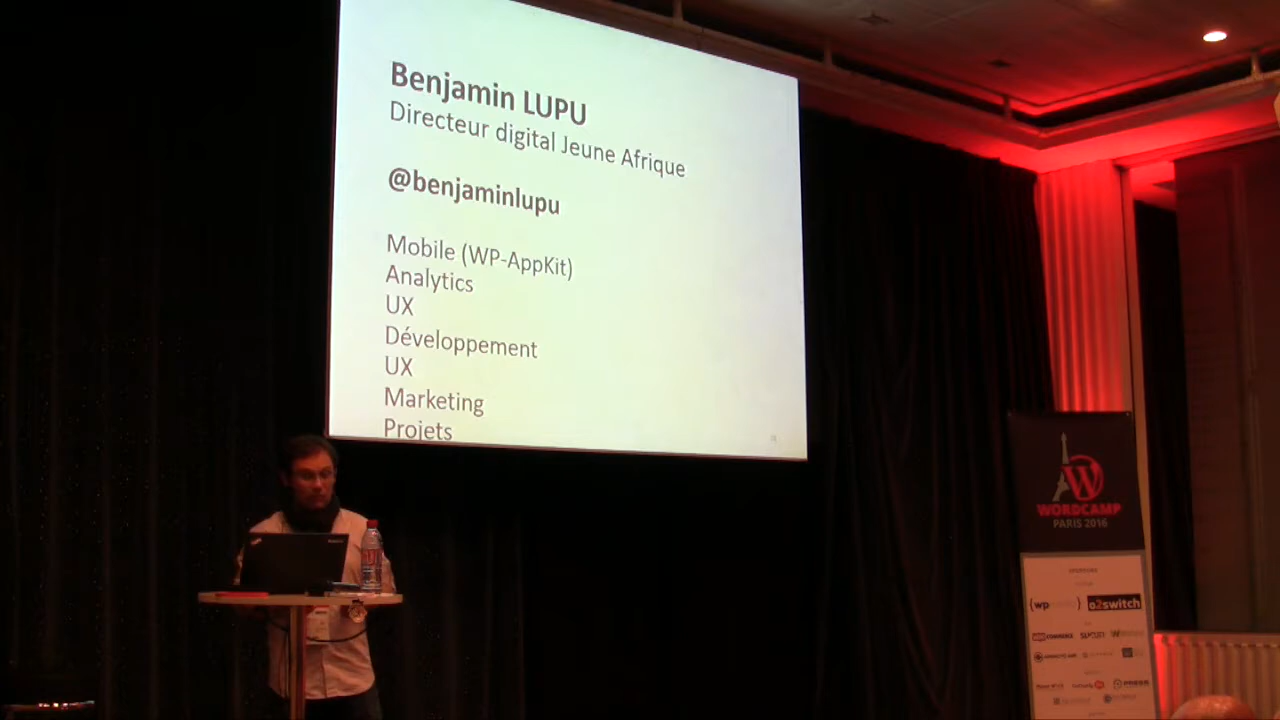 Benjamin LUPU
Directeur digital Jeune Afrique
@benjaminlupu
Mobile (WP-AppKit)
Analytics
UX
Développement
UX
Marketing
Projets
W
WORDCAMP
PARIS 2016
o2switch